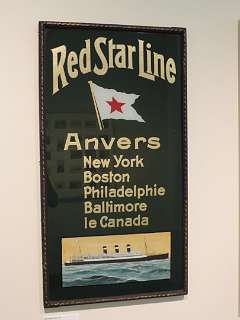 Red Star Line
Anvers
New York
Boston
Philadelphie
Baltimore
le Canada